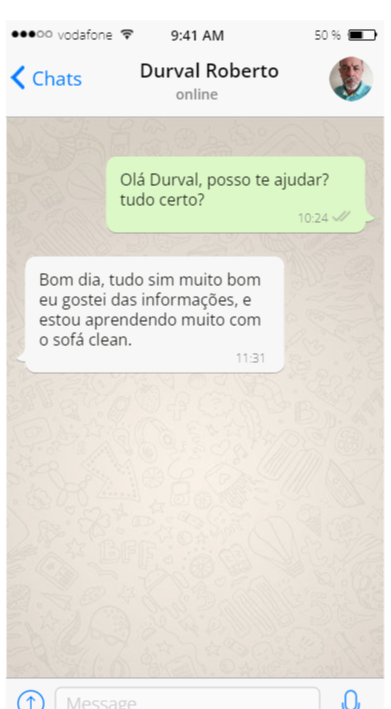 vodafone 9:41 AM 50 %
Chats Durval Roberto
online
Olá Durval, posso te ajudar?
tudo certo?
10:24
Bom dia, tudo sim muito bom
eu gostei das informações, e
estou aprendendo muito com
o sofá clean.
11:31
BFF
Message